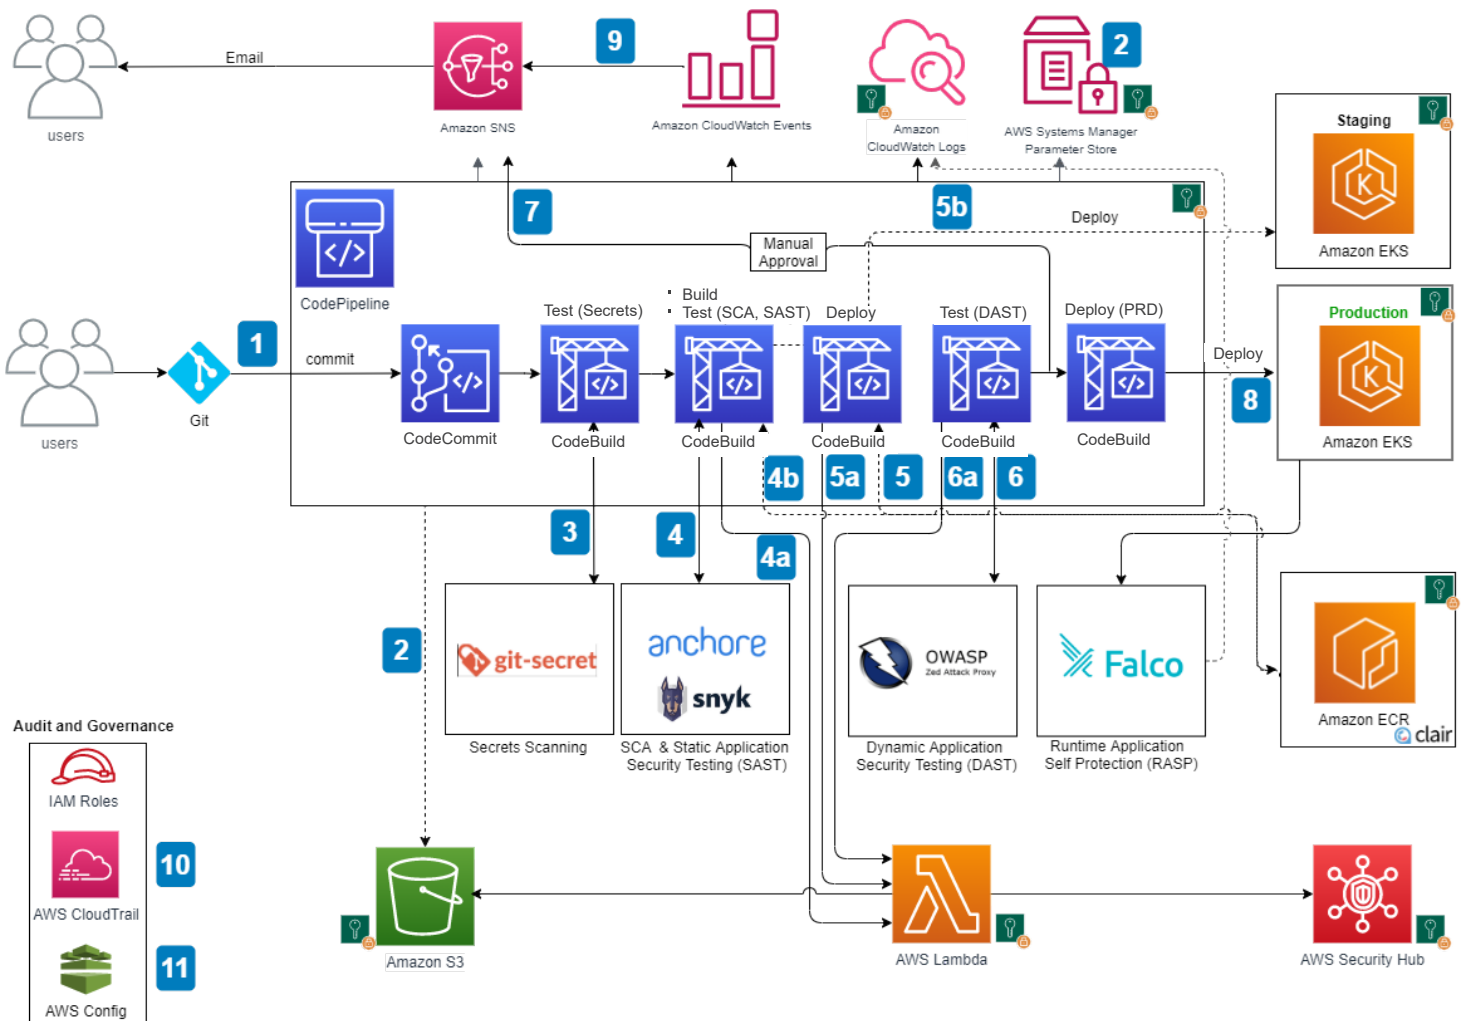 users
Email
Amazon SNS
9
Amazon CloudWatch Events
Amazon
CloudWatch Logs
2
AWS Systems Manager
Parameter Store
Staging
K
Amazon EKS
7
5b
Deploy
Manual
Approval
CodePipeline
users
Git
1
commit
CodeCommit
Test (Secrets)
CodeBuild
Build
Test (SCA, SAST)
CodeBuild
Deploy
CodeBuild
Test (DAST)
CodeBuild
Deploy (PRD)
CodeBuild
Deploy
8
Production
K
Amazon EKS
4b
5a
5
6a
6
3
4
4a
2
git-secret
Secrets Scanning
anchore
snyk
SCA & Static Application
Security Testing (SAST)
OWASP
Zed Attack Proxy
Dynamic Application
Security Testing (DAST)
Falco
Runtime Application
Self Protection (RASP)
Amazon ECR
clair
Audit and Governance
IAM Roles
AWS CloudTrail
10
AWS Config
11
Amazon S3
AWS Lambda
AWS Security Hub